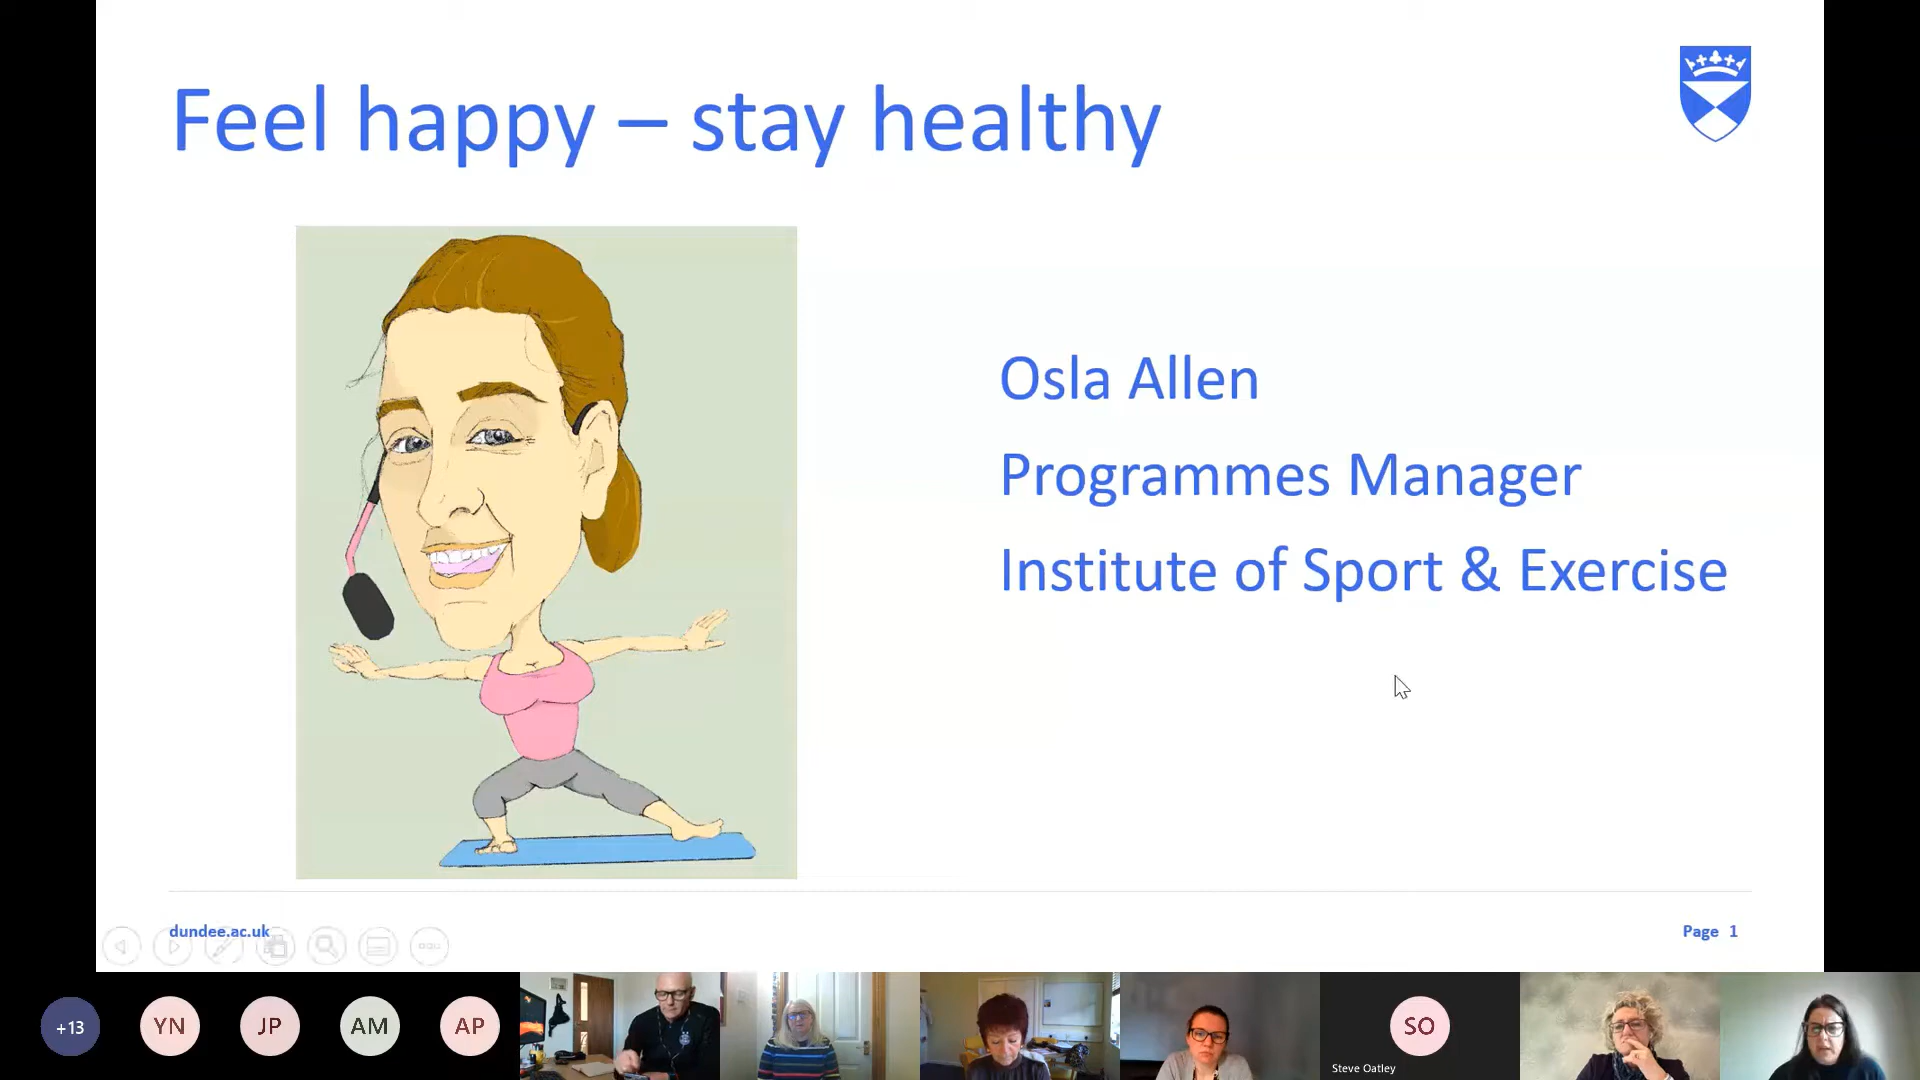 Feel happy – stay healthy
Osla Allen
Programmes Manager
Institute of Sport & Exercise
dundee.ac.uk
Page 1
+13
YN
JP
AM
AP
SO
Steve Oatley